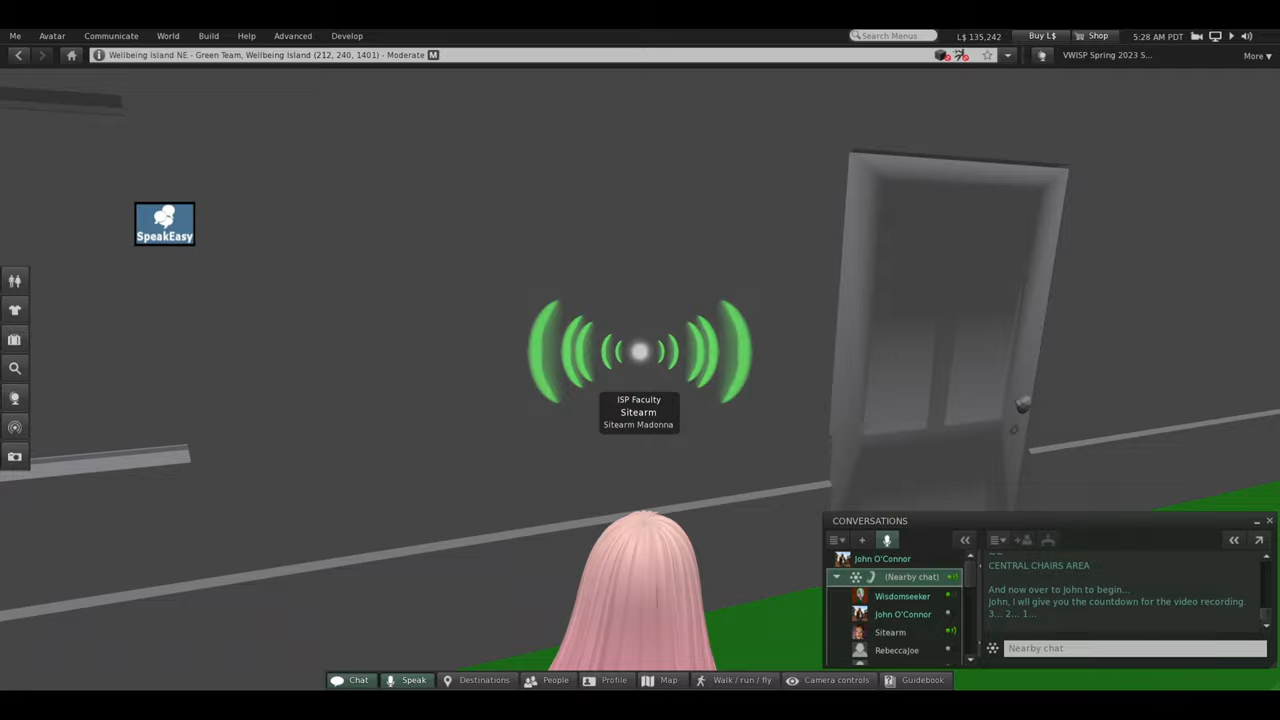 Me Avatar Communicate World Build Help Advanced Develop Search Menus L$ 135,242 Buy L$ Shop 5:28 AM PDT
Wellbeing Island NE - Green Team, Wellbeing Island (212, 240, 1401) - Moderate M VWISP Spring 2023 S... More
SpeakEasy
ISP Faculty
Sitearm
Sitearm Madonna
CONVERSATIONS
John O'Connor
(Nearby chat)
Wisdomseeker
John O'Connor
Sitearm
RebeccaJoe
~~
CENTRAL CHAIRS AREA
And now over to John to begin...
John, I wll give you the countdown for the video recording.
3... 2... 1...
Nearby chat
Chat Speak Destinations People Profile Map Walk / run / fly Camera controls Guidebook